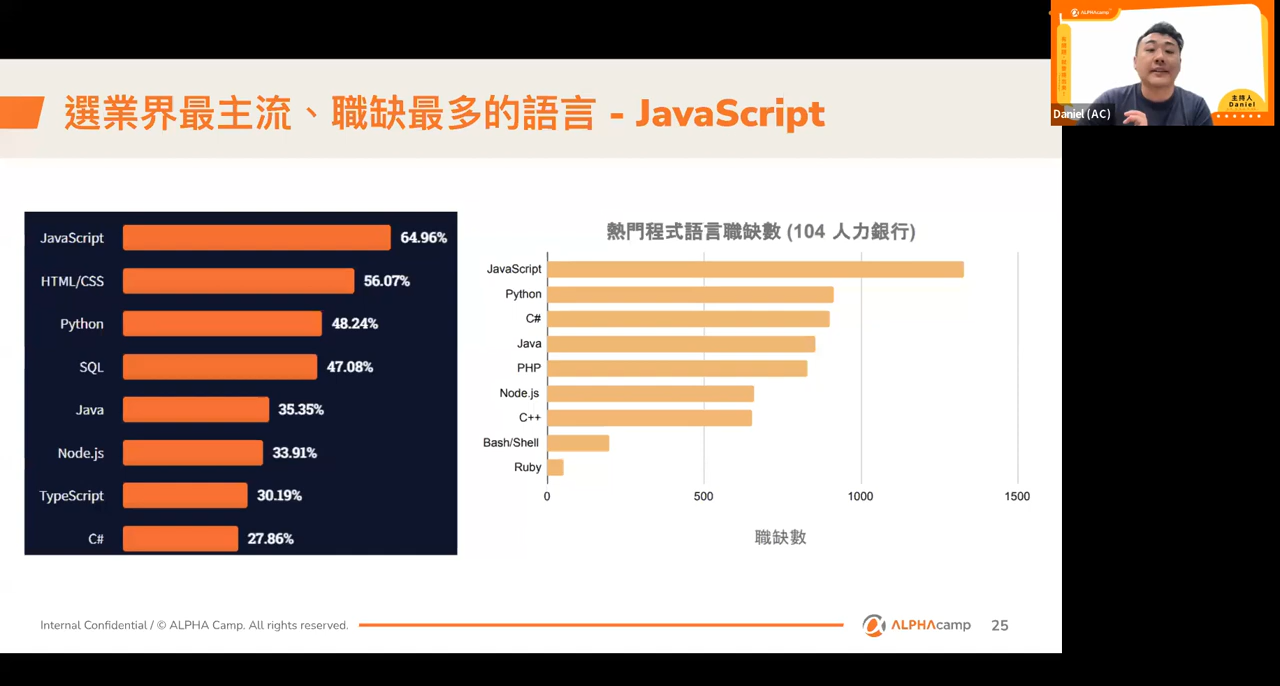 選業界最主流、職缺最多的語言 - JavaScript
JavaScript 64.96%
HTML/CSS 56.07%
Python 48.24%
SQL 47.08%
Java 35.35%
Node.js 33.91%
TypeScript 30.19%
C# 27.86%
熱門程式語言職缺數 (104 人力銀行)
JavaScript
Python
C#
Java
PHP
Node.js
C++
Bash/Shell
Ruby
0 500 1000 1500
職缺數
Internal Confidential / © ALPHA Camp. All rights reserved.
ALPHAcamp 25
ALPHAcamp
主持人
Daniel
Daniel (AC)